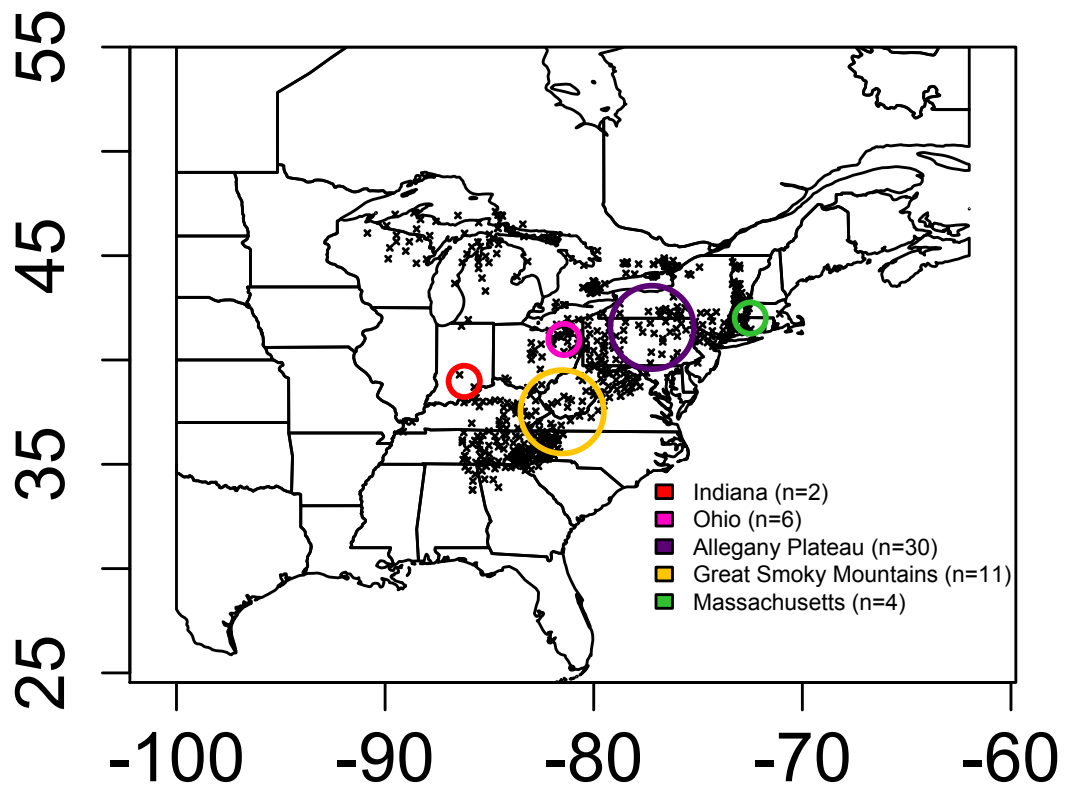 55
45
35
25
Indiana (n=2)
Ohio (n=6)
Allegany Plateau (n=30)
Great Smoky Mountains (n=11)
Massachusetts (n=4)
-100 -90 -80 -70 -60